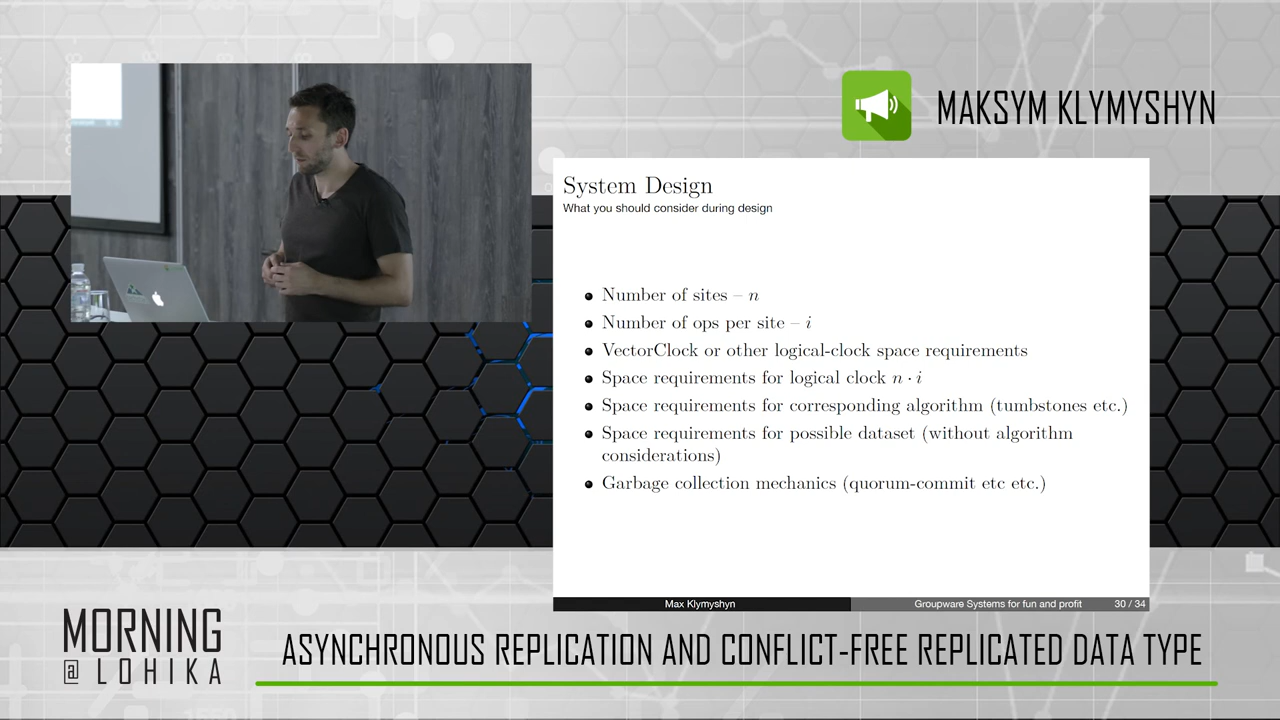 MAKSYM KLYMYSHYN
System Design
What you should consider during design
Number of sites – n
Number of ops per site – i
VectorClock or other logical-clock space requirements
Space requirements for logical clock n · i
Space requirements for corresponding algorithm (tumbstones etc.)
Space requirements for possible dataset (without algorithm
considerations)
Garbage collection mechanics (quorum-commit etc etc.)
Max Klymyshyn
Groupware Systems for fun and profit 30 / 34
MORNING
@ LOHIKA
ASYNCHRONOUS REPLICATION AND CONFLICT-FREE REPLICATED DATA TYPE